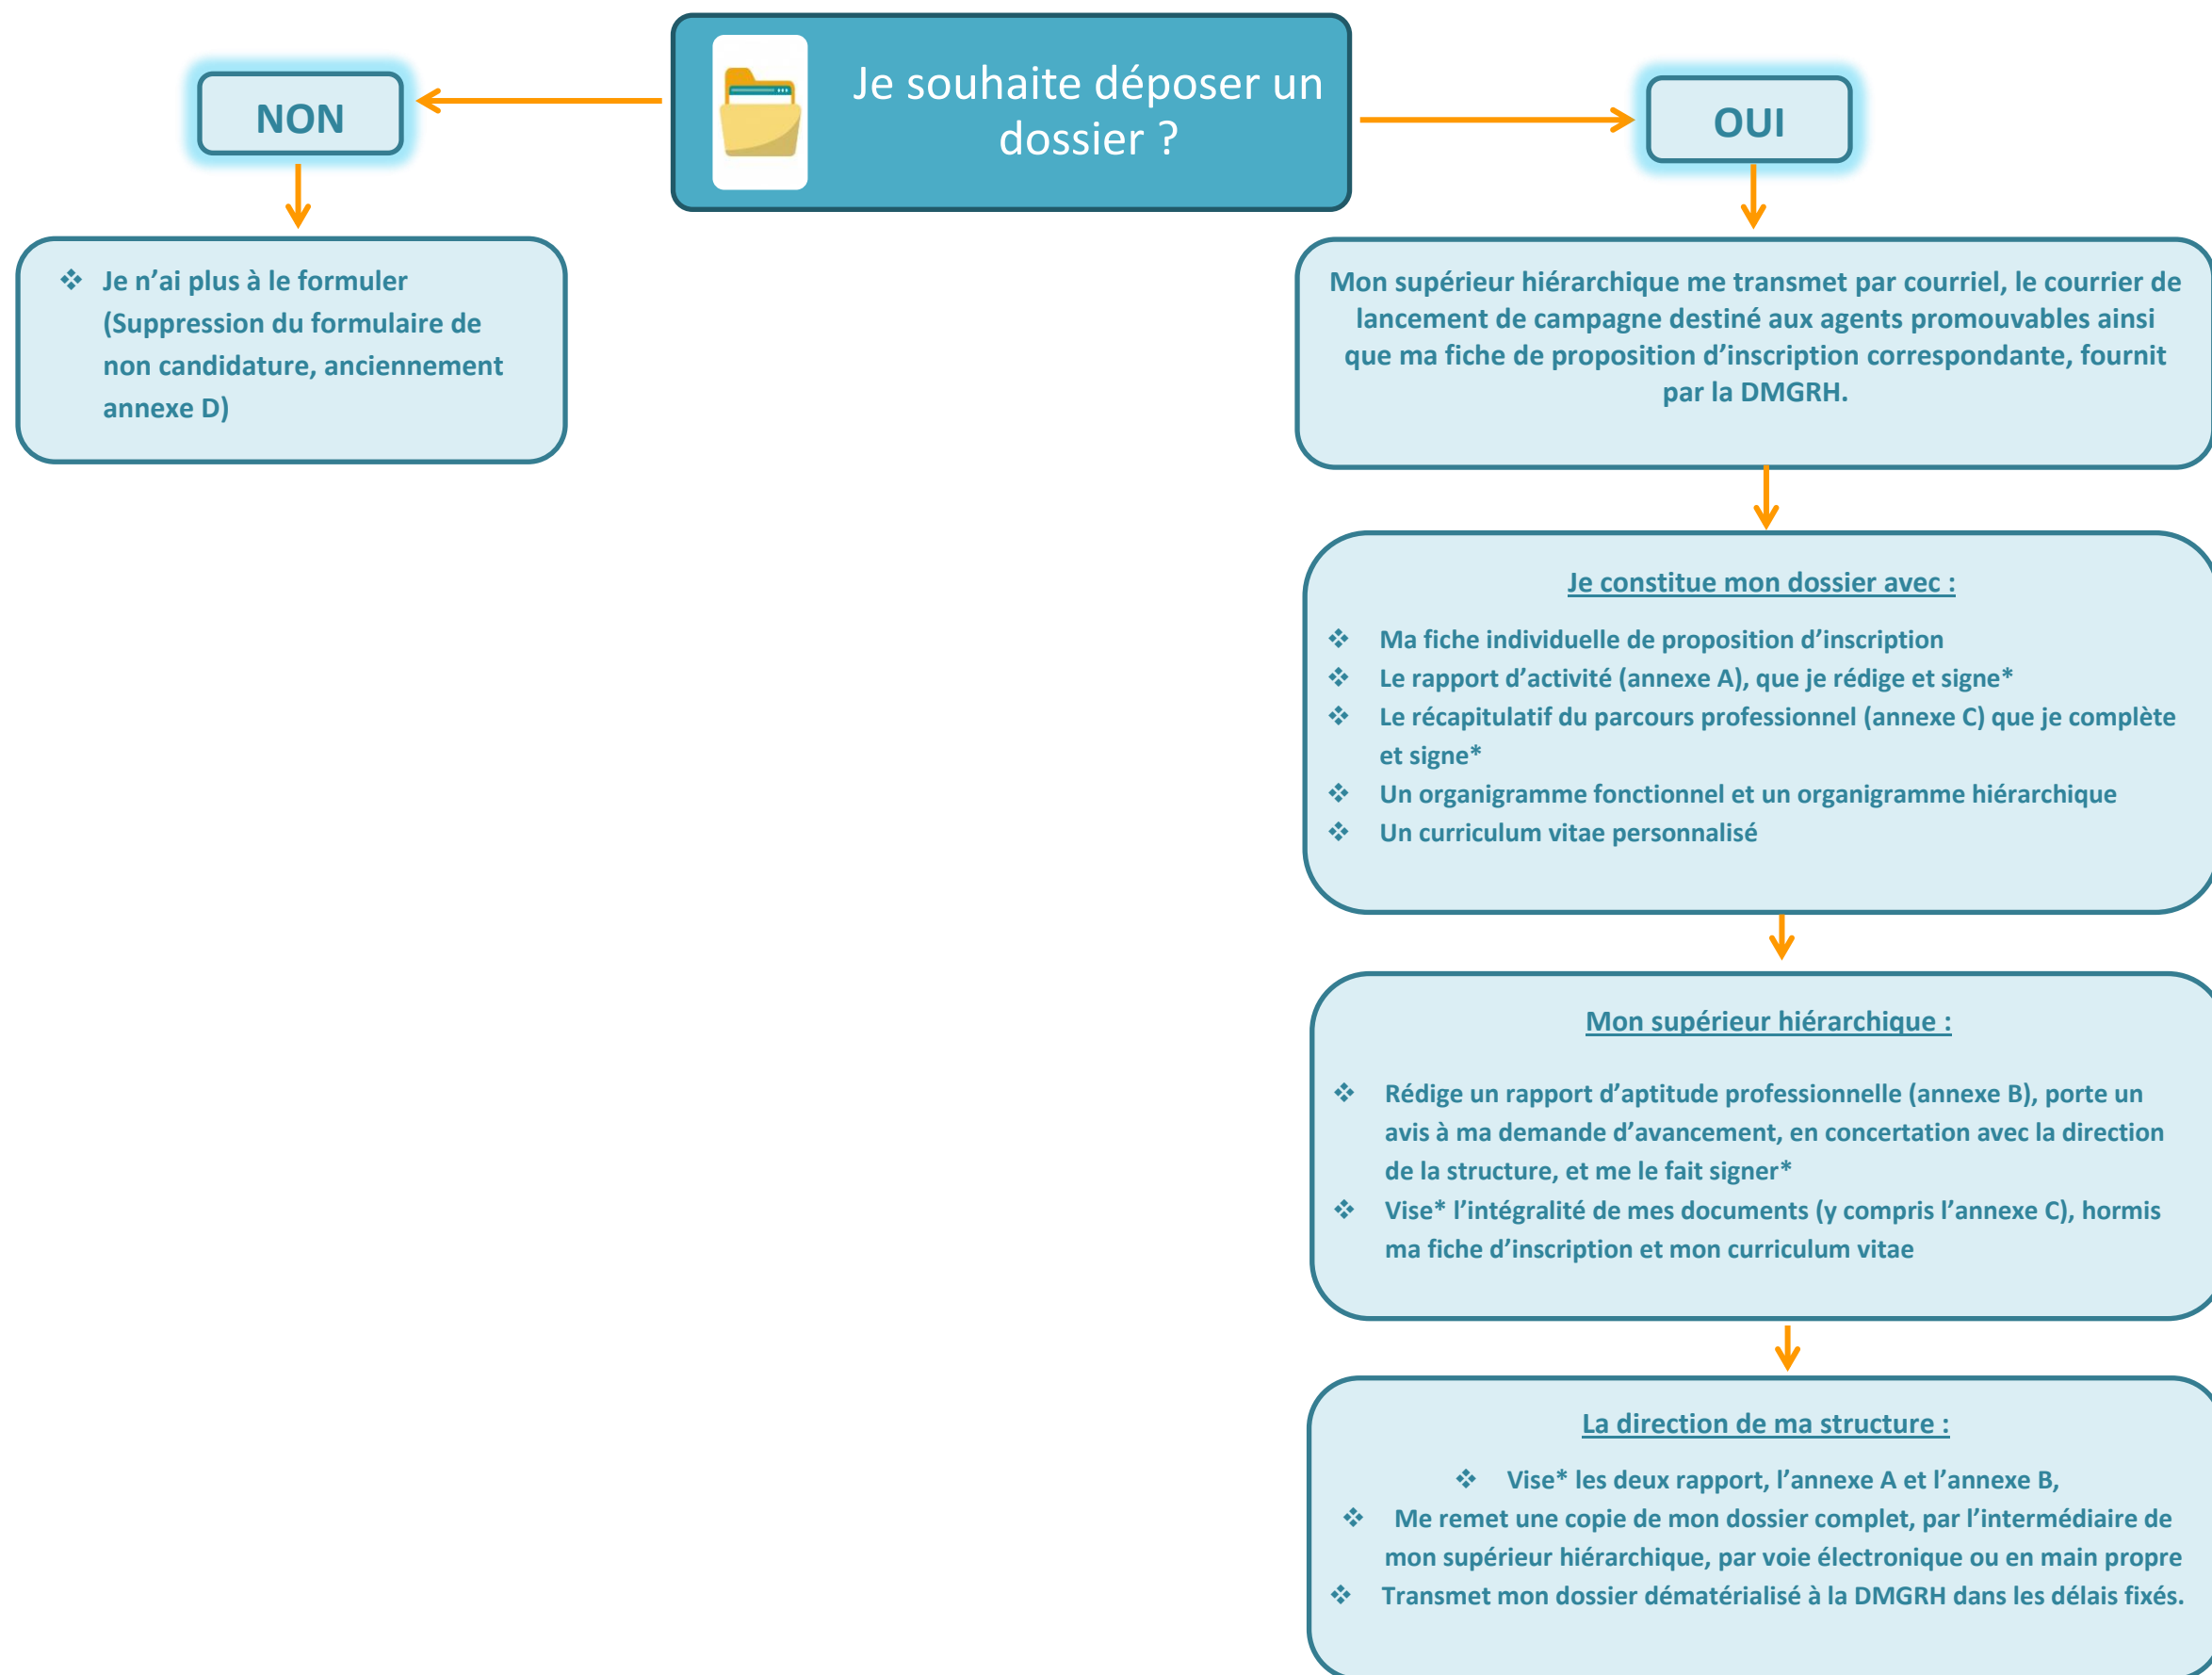 Je souhaite déposer un
dossier ?
NON
OUI
❖ Je n’ai plus à le formuler
(Suppression du formulaire de
non candidature, anciennement
annexe D)
Mon supérieur hiérarchique me transmet par courriel, le courrier de
lancement de campagne destiné aux agents promouvables ainsi
que ma fiche de proposition d’inscription correspondante, fournit
par la DMGRH.
Je constitue mon dossier avec :
❖ Ma fiche individuelle de proposition d’inscription
❖ Le rapport d’activité (annexe A), que je rédige et signe*
❖ Le récapitulatif du parcours professionnel (annexe C) que je complète
et signe*
❖ Un organigramme fonctionnel et un organigramme hiérarchique
❖ Un curriculum vitae personnalisé
Mon supérieur hiérarchique :
❖ Rédige un rapport d’aptitude professionnelle (annexe B), porte un
avis à ma demande d’avancement, en concertation avec la direction
de la structure, et me le fait signer*
❖ Vise* l’intégralité de mes documents (y compris l’annexe C), hormis
ma fiche d’inscription et mon curriculum vitae
La direction de ma structure :
❖ Vise* les deux rapport, l’annexe A et l’annexe B,
❖ Me remet une copie de mon dossier complet, par l’intermédiaire de
mon supérieur hiérarchique, par voie électronique ou en main propre
❖ Transmet mon dossier dématérialisé à la DMGRH dans les délais fixés.